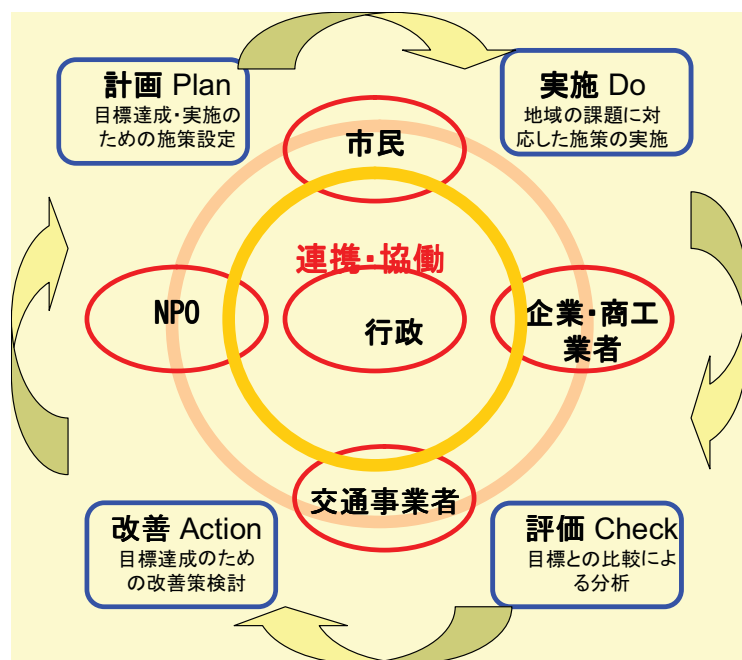 計画 Plan
目標達成・実施の
ための施策設定
実施 Do
地域の課題に対
応した施策の実施
市民
連携・協働
NPO
行政
企業・商工
業者
交通事業者
改善 Action
目標達成のため
の改善策検討
評価 Check
目標との比較によ
る分析